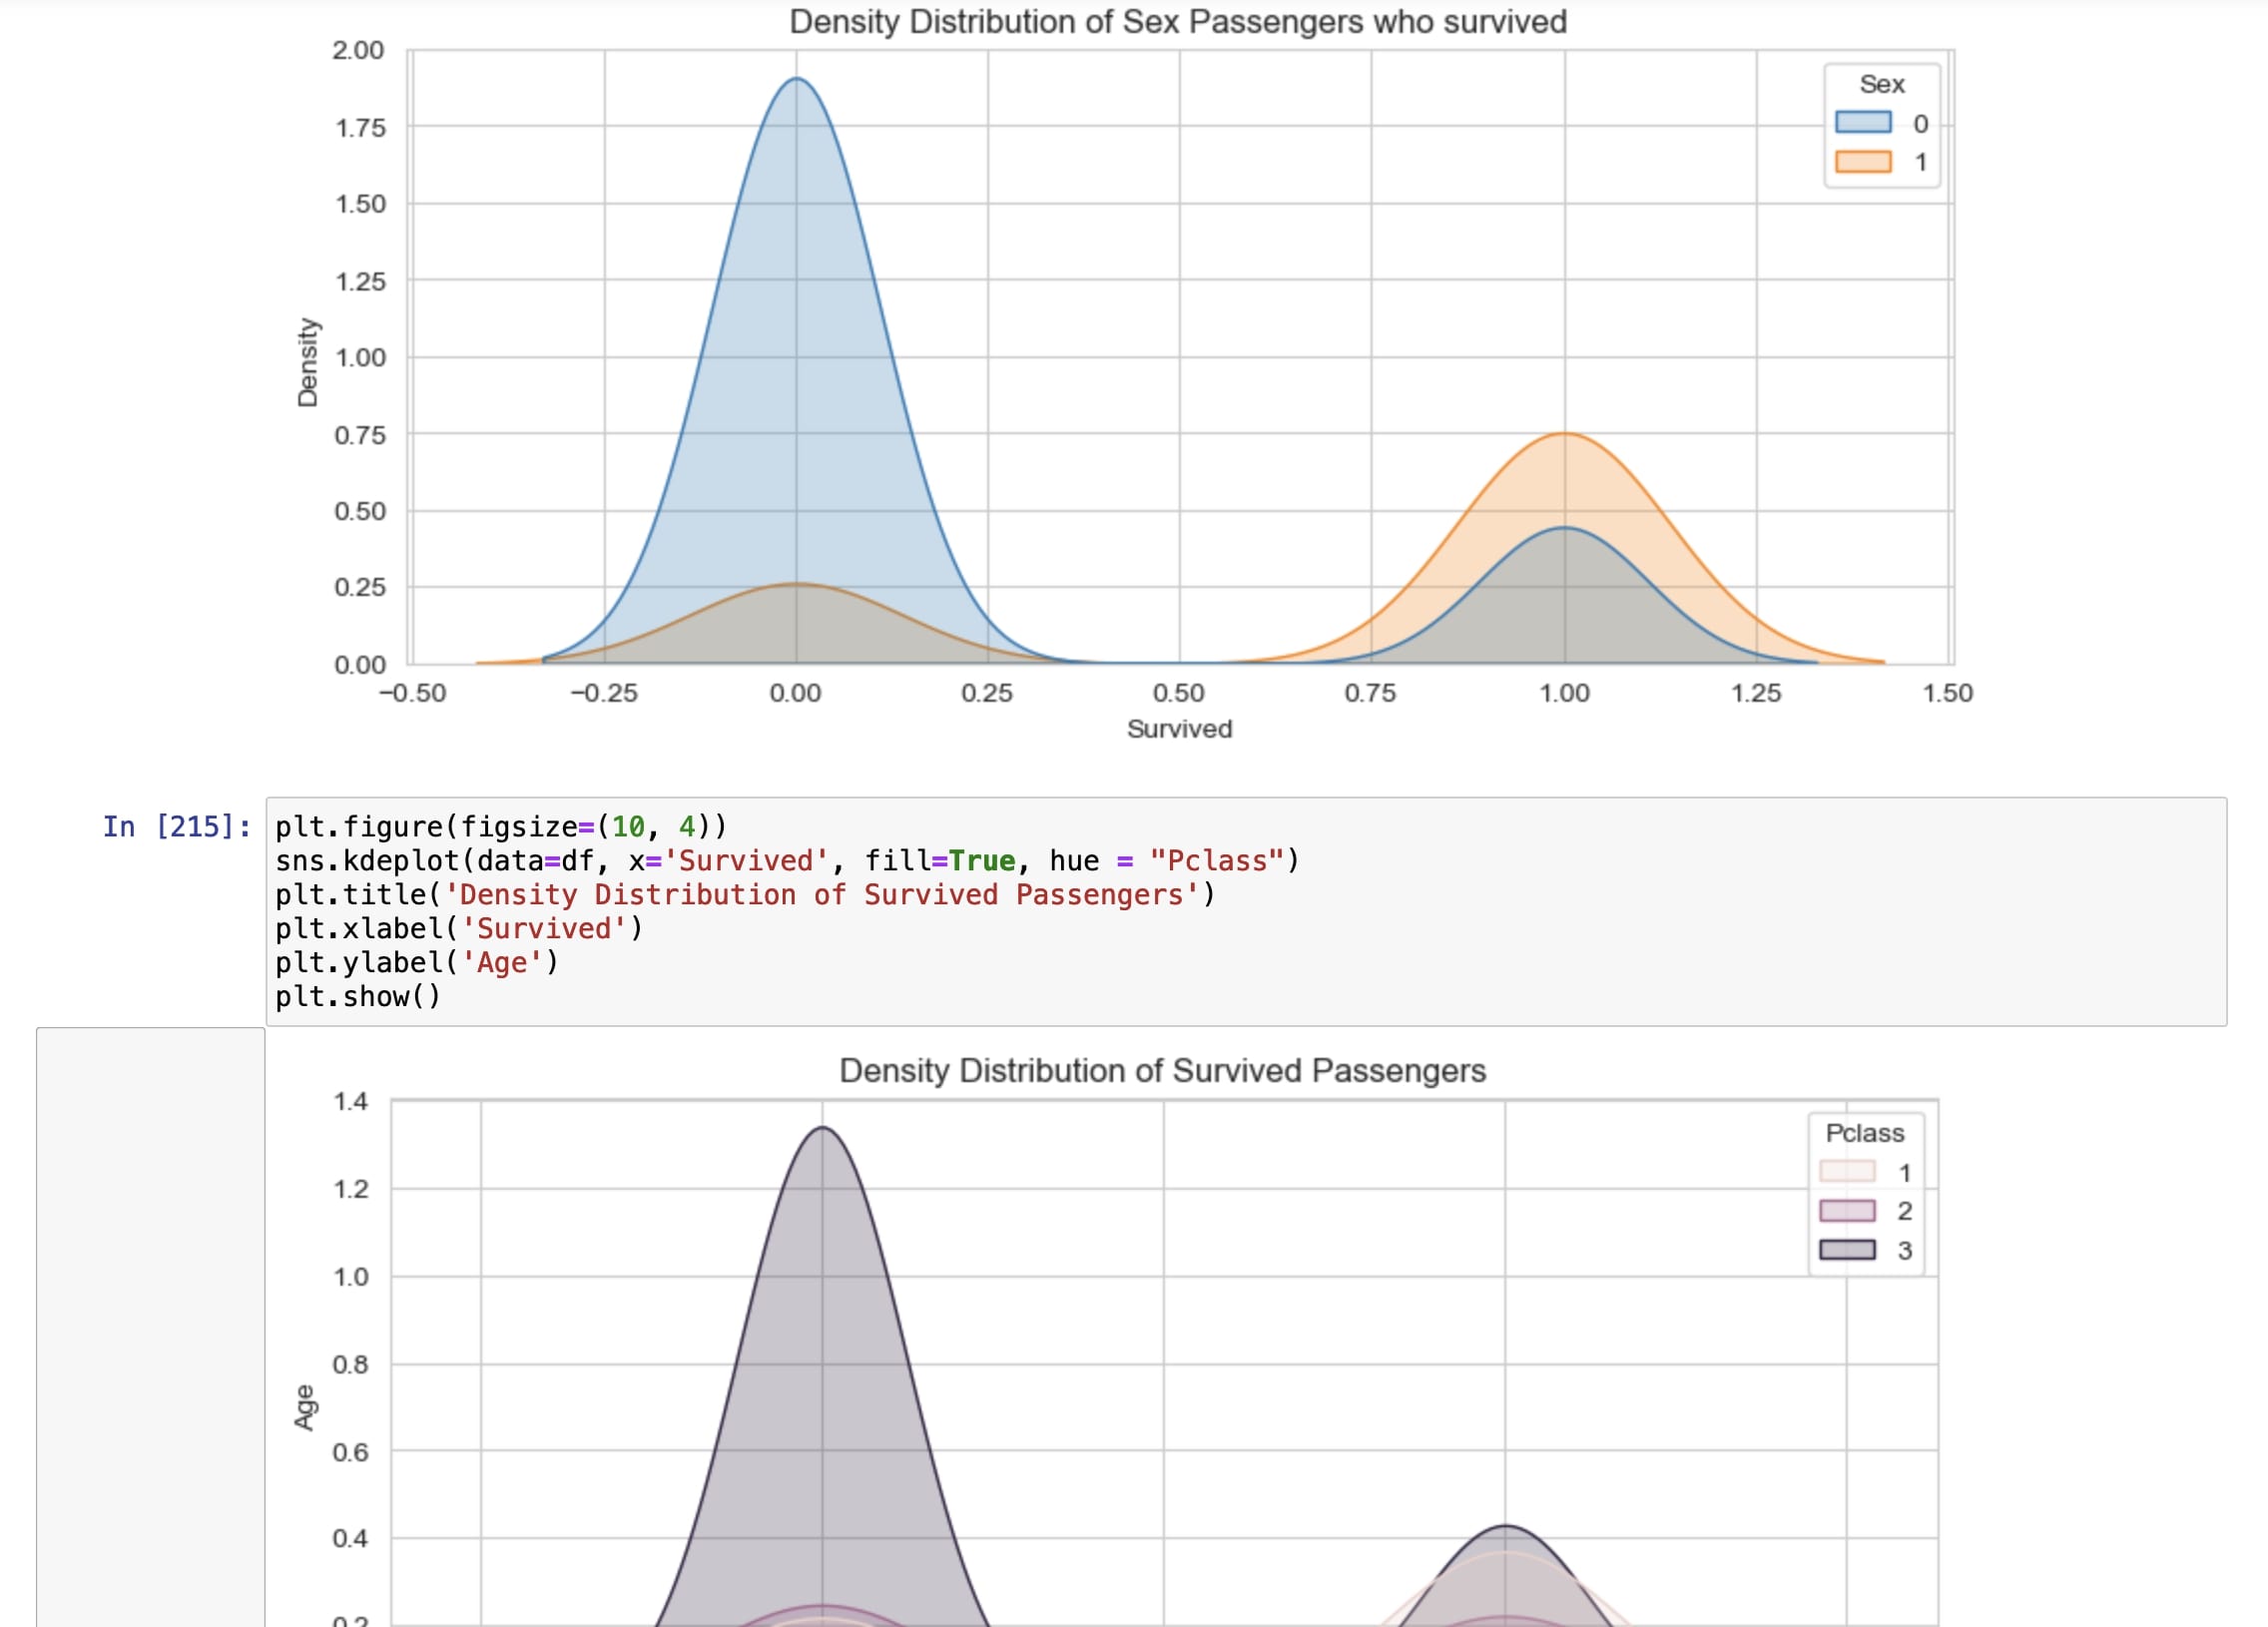 Density Distribution of Sex Passengers who survived
2.00
1.75
1.50
1.25
1.00
0.75
0.50
0.25
0.00
Density
Sex
0
1
−0.50 −0.25 0.00 0.25 0.50 0.75 1.00 1.25 1.50
Survived
In [215]:
plt.figure(figsize=(10, 4))
sns.kdeplot(data=df, x='Survived', fill=True, hue = "Pclass")
plt.title('Density Distribution of Survived Passengers')
plt.xlabel('Survived')
plt.ylabel('Age')
plt.show()
Density Distribution of Survived Passengers
1.4
1.2
1.0
0.8
0.6
0.4
0.2
Age
Pclass
1
2
3